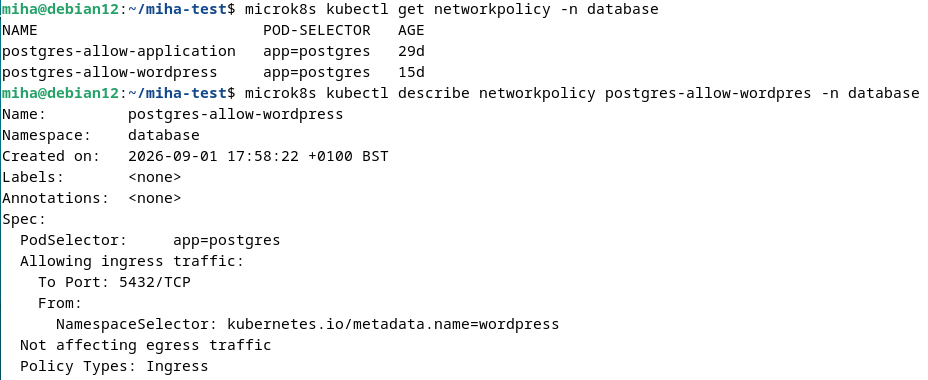 miha@debian12:~/miha-test$ microk8s kubectl get networkpolicy -n database
NAME                         POD-SELECTOR   AGE
postgres-allow-application   app=postgres   29d
postgres-allow-wordpress     app=postgres   15d
miha@debian12:~/miha-test$ microk8s kubectl describe networkpolicy postgres-allow-wordpres -n database
Name:         postgres-allow-wordpress
Namespace:    database
Created on:   2026-09-01 17:58:22 +0100 BST
Labels:       <none>
Annotations:  <none>
Spec:
  PodSelector:     app=postgres
  Allowing ingress traffic:
    To Port: 5432/TCP
    From:
      NamespaceSelector: kubernetes.io/metadata.name=wordpress
  Not affecting egress traffic
  Policy Types: Ingress